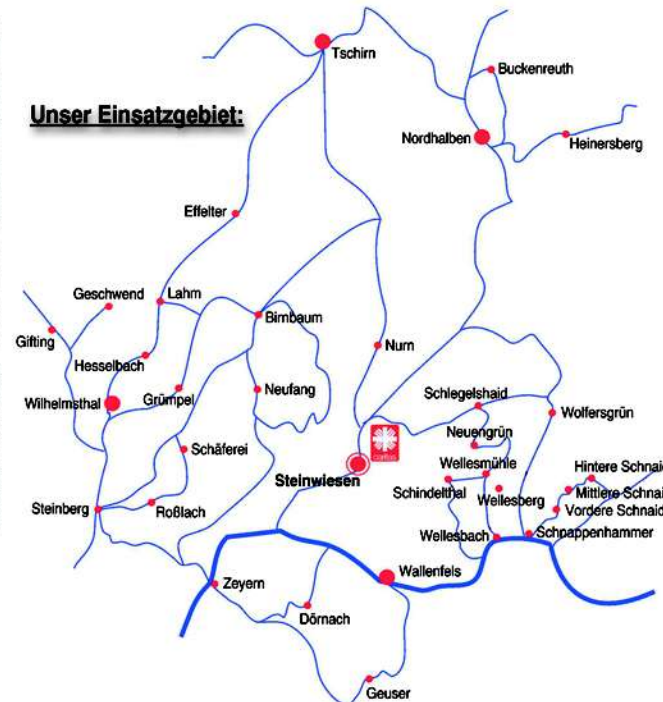 Tschirn
Buckenreuth
Unser Einsatzgebiet:
Nordhalben
Heinersberg
Effelter
Geschwend
Lahm
Birnbaum
Gifting
Nurn
Hesselbach
Schlegelshaid
Wilhelmsthal
Grümpel
Neufang
Wolfersgrün
Neuengrün
Schäferei
Wellesmühle
Hintere Schnaid
Steinwiesen
caritas
Schindelthal
Mittlere Schnaid
Wellesberg
Steinberg
Roßlach
Vordere Schnaid
Wellesbach
Schpappenhammer
Zeyern
Wallenfels
Dörnach
Geuser